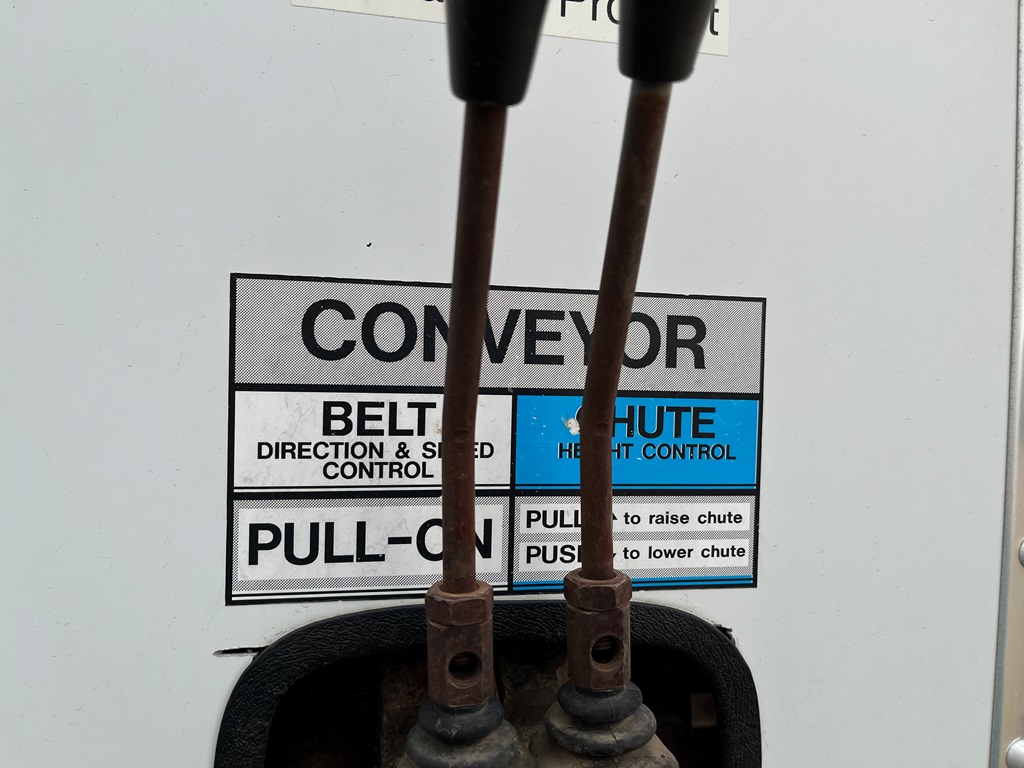 CONVEYOR
BELT
DIRECTION & SPEED
CONTROL
CHUTE
HEIGHT CONTROL
PULL-ON
PULL to raise chute
PUSH to lower chute